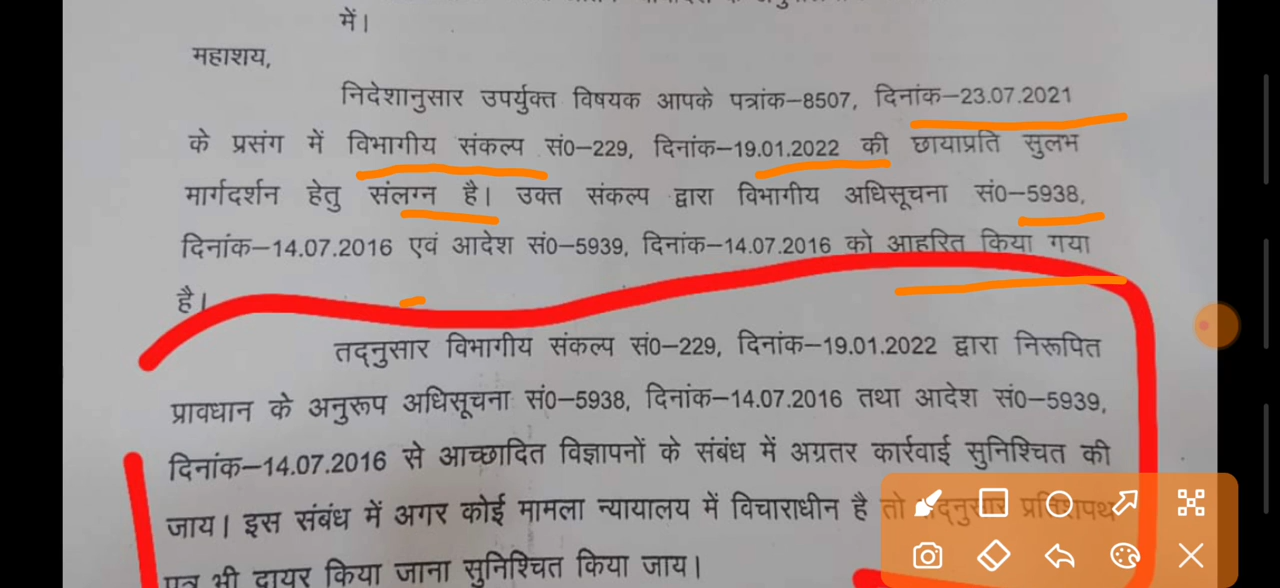 में।
महाशय,
निदेशानुसार उपर्युक्त विषयक आपके पत्रांक–8507, दिनांक–23.07.2021
के प्रसंग में विभागीय संकल्प सं0–229, दिनांक–19.01.2022 की छायाप्रति सुलभ
मार्गदर्शन हेतु संलग्न है। उक्त संकल्प द्वारा विभागीय अधिसूचना सं0–5938,
दिनांक–14.07.2016 एवं आदेश सं0–5939, दिनांक–14.07.2016 को आहरित किया गया
है।
तद्नुसार विभागीय संकल्प सं0–229, दिनांक–19.01.2022 द्वारा निरूपित
प्रावधान के अनुरूप अधिसूचना सं0–5938, दिनांक–14.07.2016 तथा आदेश सं0–5939,
दिनांक–14.07.2016 से आच्छादित विज्ञापनों के संबंध में अग्रतर कार्रवाई सुनिश्चित की
जाय। इस संबंध में अगर कोई मामला न्यायालय में विचाराधीन है तो तद्नुसार प्रतिशपथ
पत्र भी दायर किया जाना सुनिश्चित किया जाय।